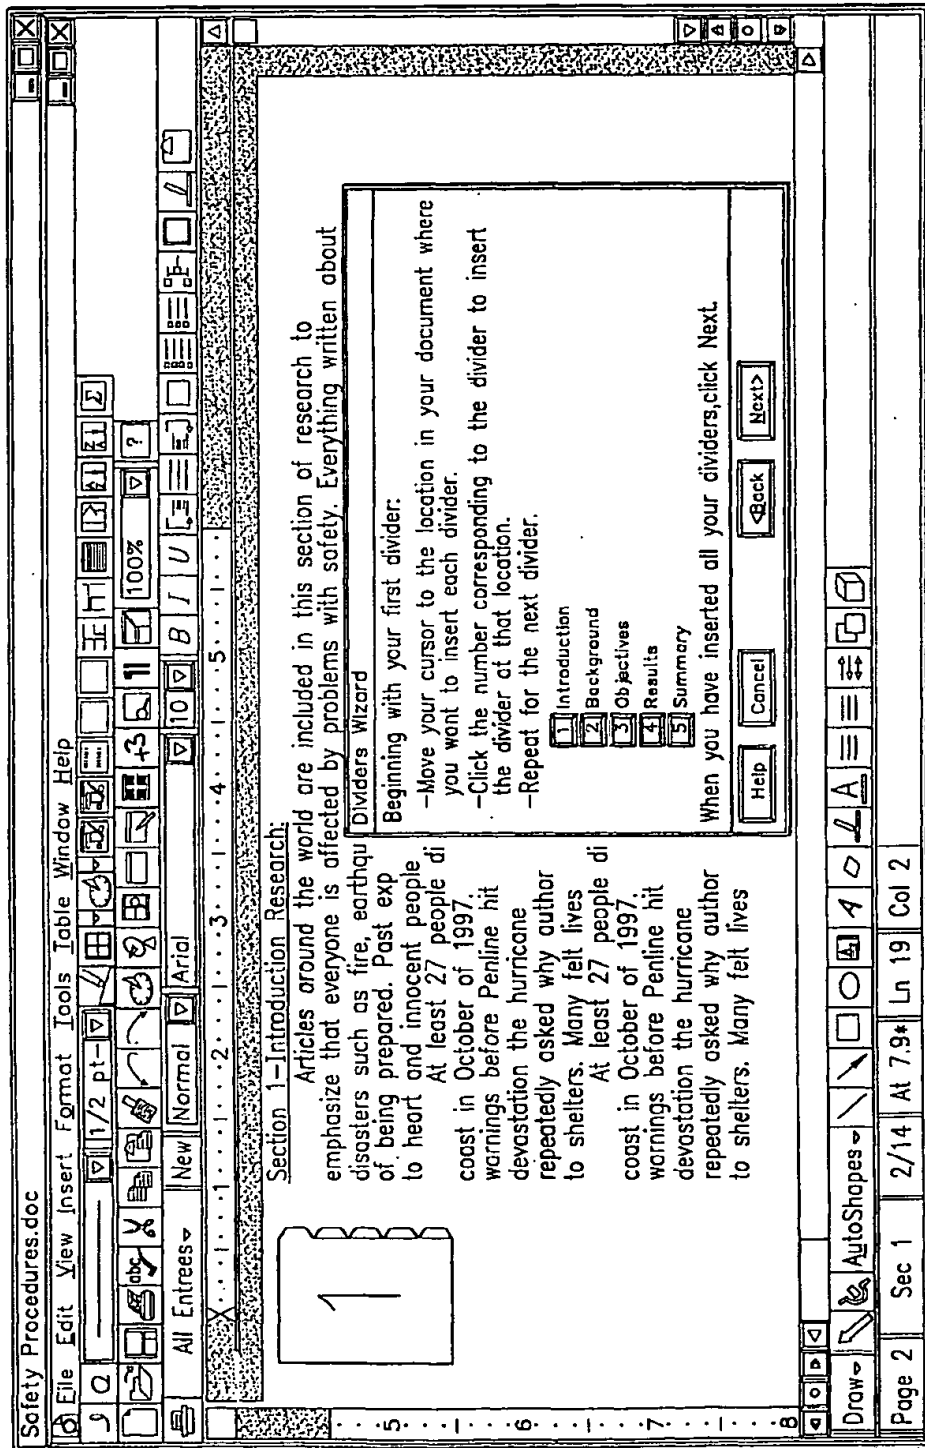 Safety Procedures.doc
File Edit View Insert Format Tools Table Window Help
1/2 pt
abc 100% ?
All Entrees New Normal Arial 10 B I U
1 2 3 4 5
Section 1-Introduction Research:
Articles around the world are included in this section of research to
emphasize that everyone is affected by problems with safety. Everything written about
disasters such as fire, earthqu
of being prepared. Past exp
to heart and innocent people
At least 27 people di
coast in October of 1997.
warnings before Penline hit
devastation the hurricane
repeatedly asked why author
to shelters. Many felt lives
At least 27 people di
coast in October of 1997.
warnings before Penline hit
devastation the hurricane
repeatedly asked why author
to shelters. Many felt lives
1
5
6
7
8
Dividers Wizard
Beginning with your first divider:
-Move your cursor to the location in your document where
you want to insert each divider.
-Click the number corresponding to the divider to insert
the divider at that location.
-Repeat for the next divider.
1 Introduction
2 Background
3 Objectives
4 Results
5 Summary
When you have inserted all your dividers,click Next.
Help Cancel <Back Next>
Draw AutoShapes A
Page 2 Sec 1 2/14 At 7.9* Ln 19 Col 2